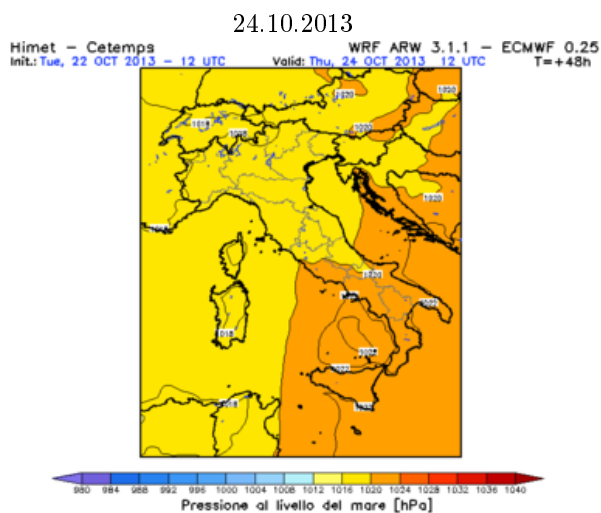 24.10.2013
Himet – Cetemps WRF ARW 3.1.1 – ECMWF 0.25
Init.: Tue, 22 OCT 2013 – 12 UTC Valid: Thu, 24 OCT 2013 12 UTC T=+48h
1020
1020
1018
1020
1020
1020
1018
980 984 988 992 996 1000 1004 1008 1012 1016 1020 1024 1028 1032 1036 1040
Pressione al livello del mare [hPa]